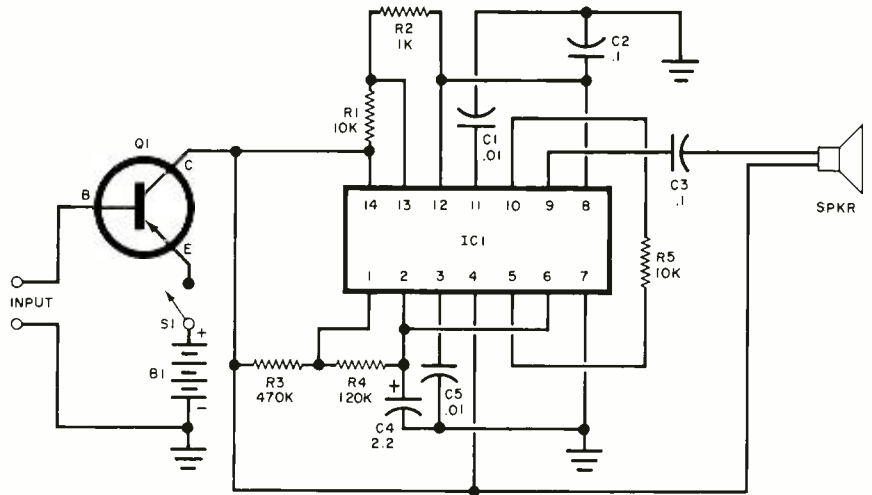 R2
1K
C2
.1
R1
10K
C1
.01
Q1
C
B
E
C3
.1
SPKR
14 13 12 11 10 9 8
IC1
1 2 3 4 5 6 7
R5
10K
INPUT
S1
+
B1
-
R3
470K
R4
120K
+
C4
2.2
C5
.01